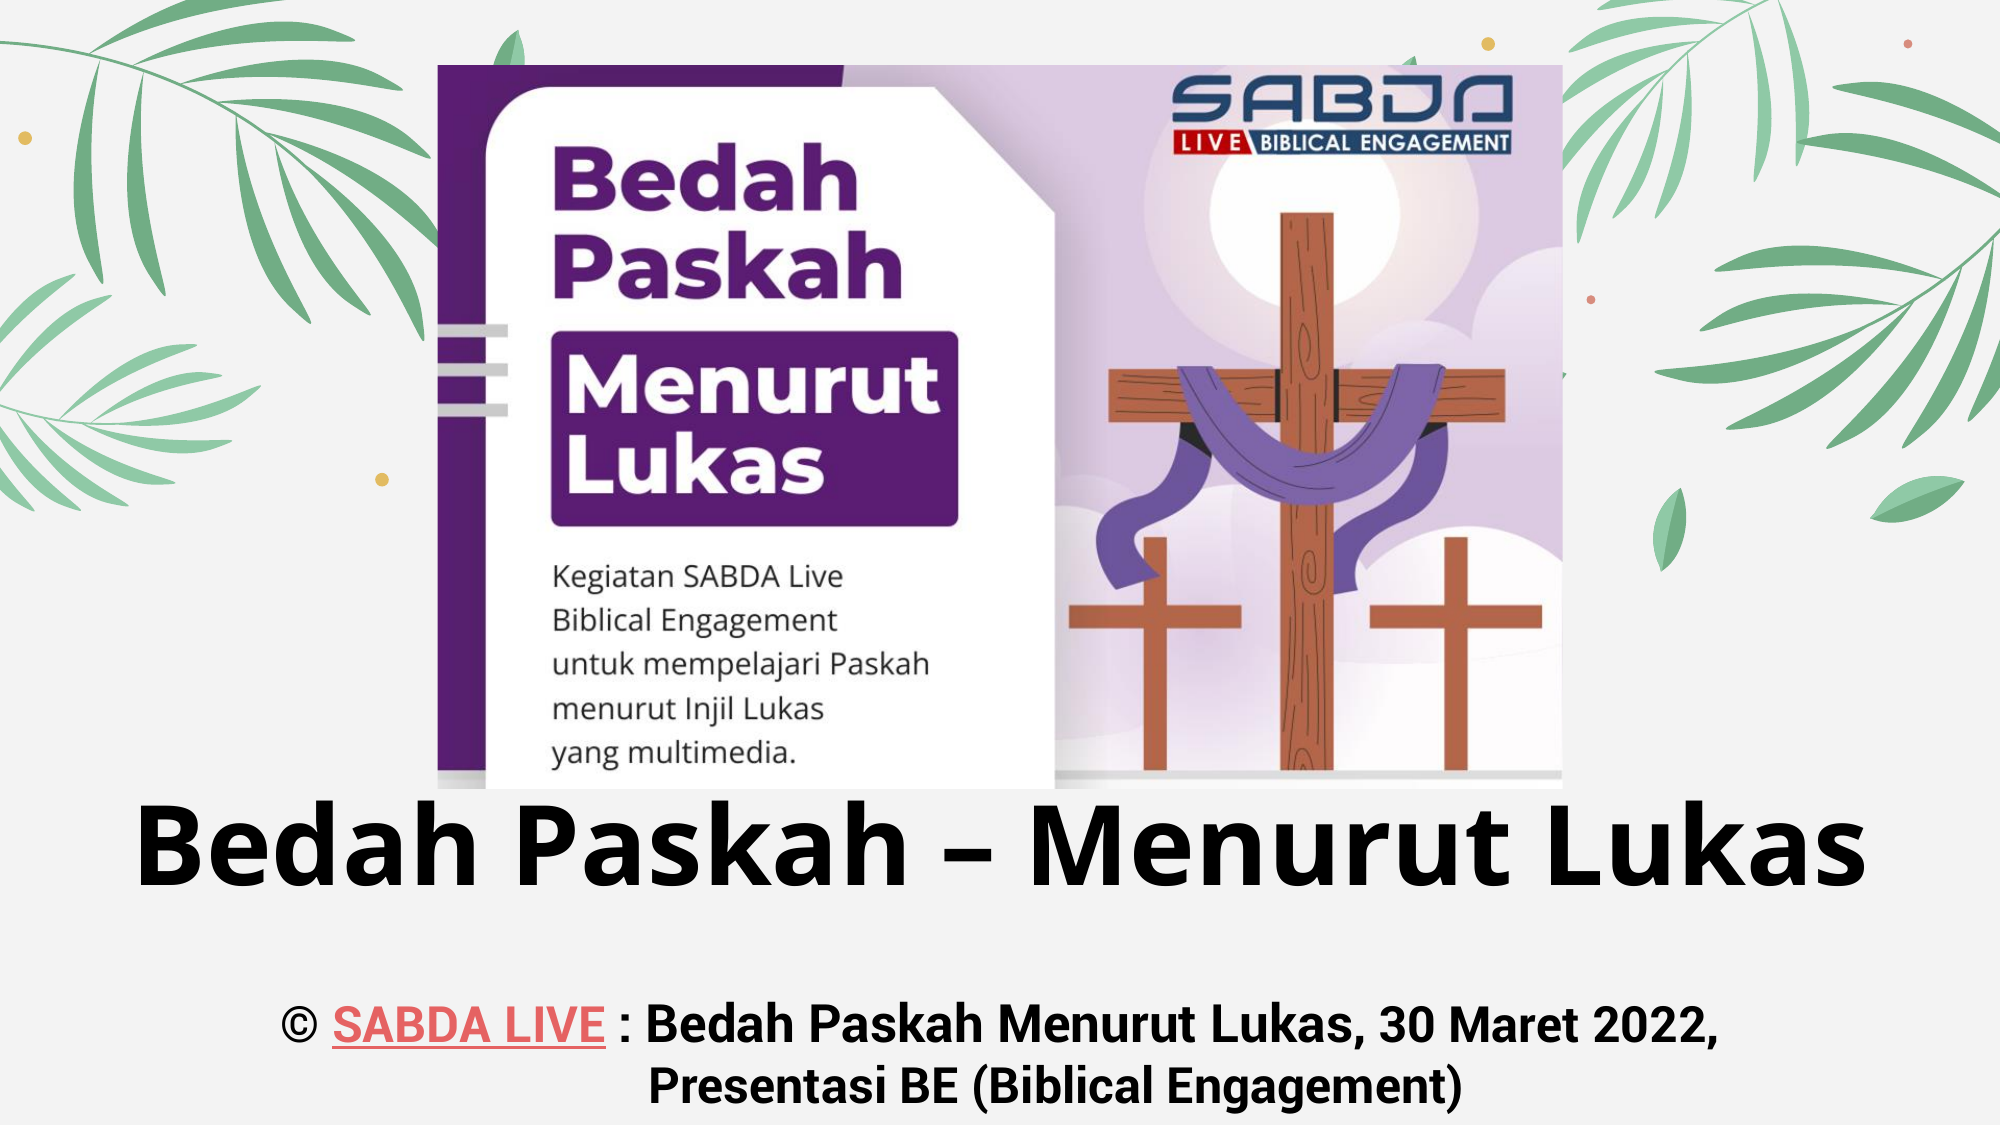 SABDA
LIVE BIBLICAL ENGAGEMENT
Bedah
Paskah
Menurut
Lukas
Kegiatan SABDA Live
Biblical Engagement
untuk mempelajari Paskah
menurut Injil Lukas
yang multimedia.
Bedah Paskah – Menurut Lukas
© SABDA LIVE : Bedah Paskah Menurut Lukas, 30 Maret 2022,
Presentasi BE (Biblical Engagement)